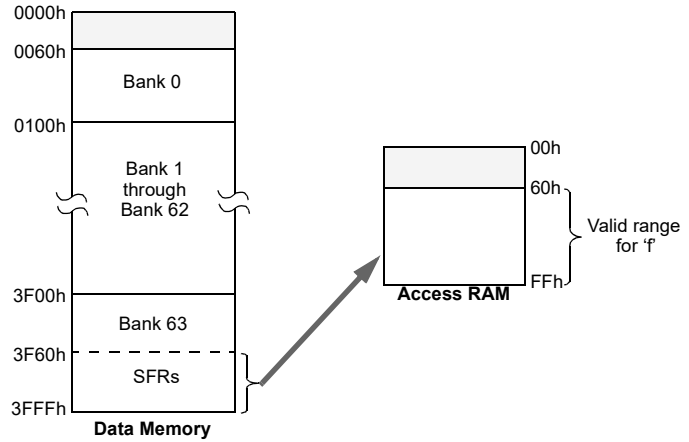 0000h
0060h
Bank 0
0100h
Bank 1
through
Bank 62
3F00h
Bank 63
3F60h
SFRs
3FFFh
Data Memory
00h
60h
Valid range
for ‘f’
FFh
Access RAM